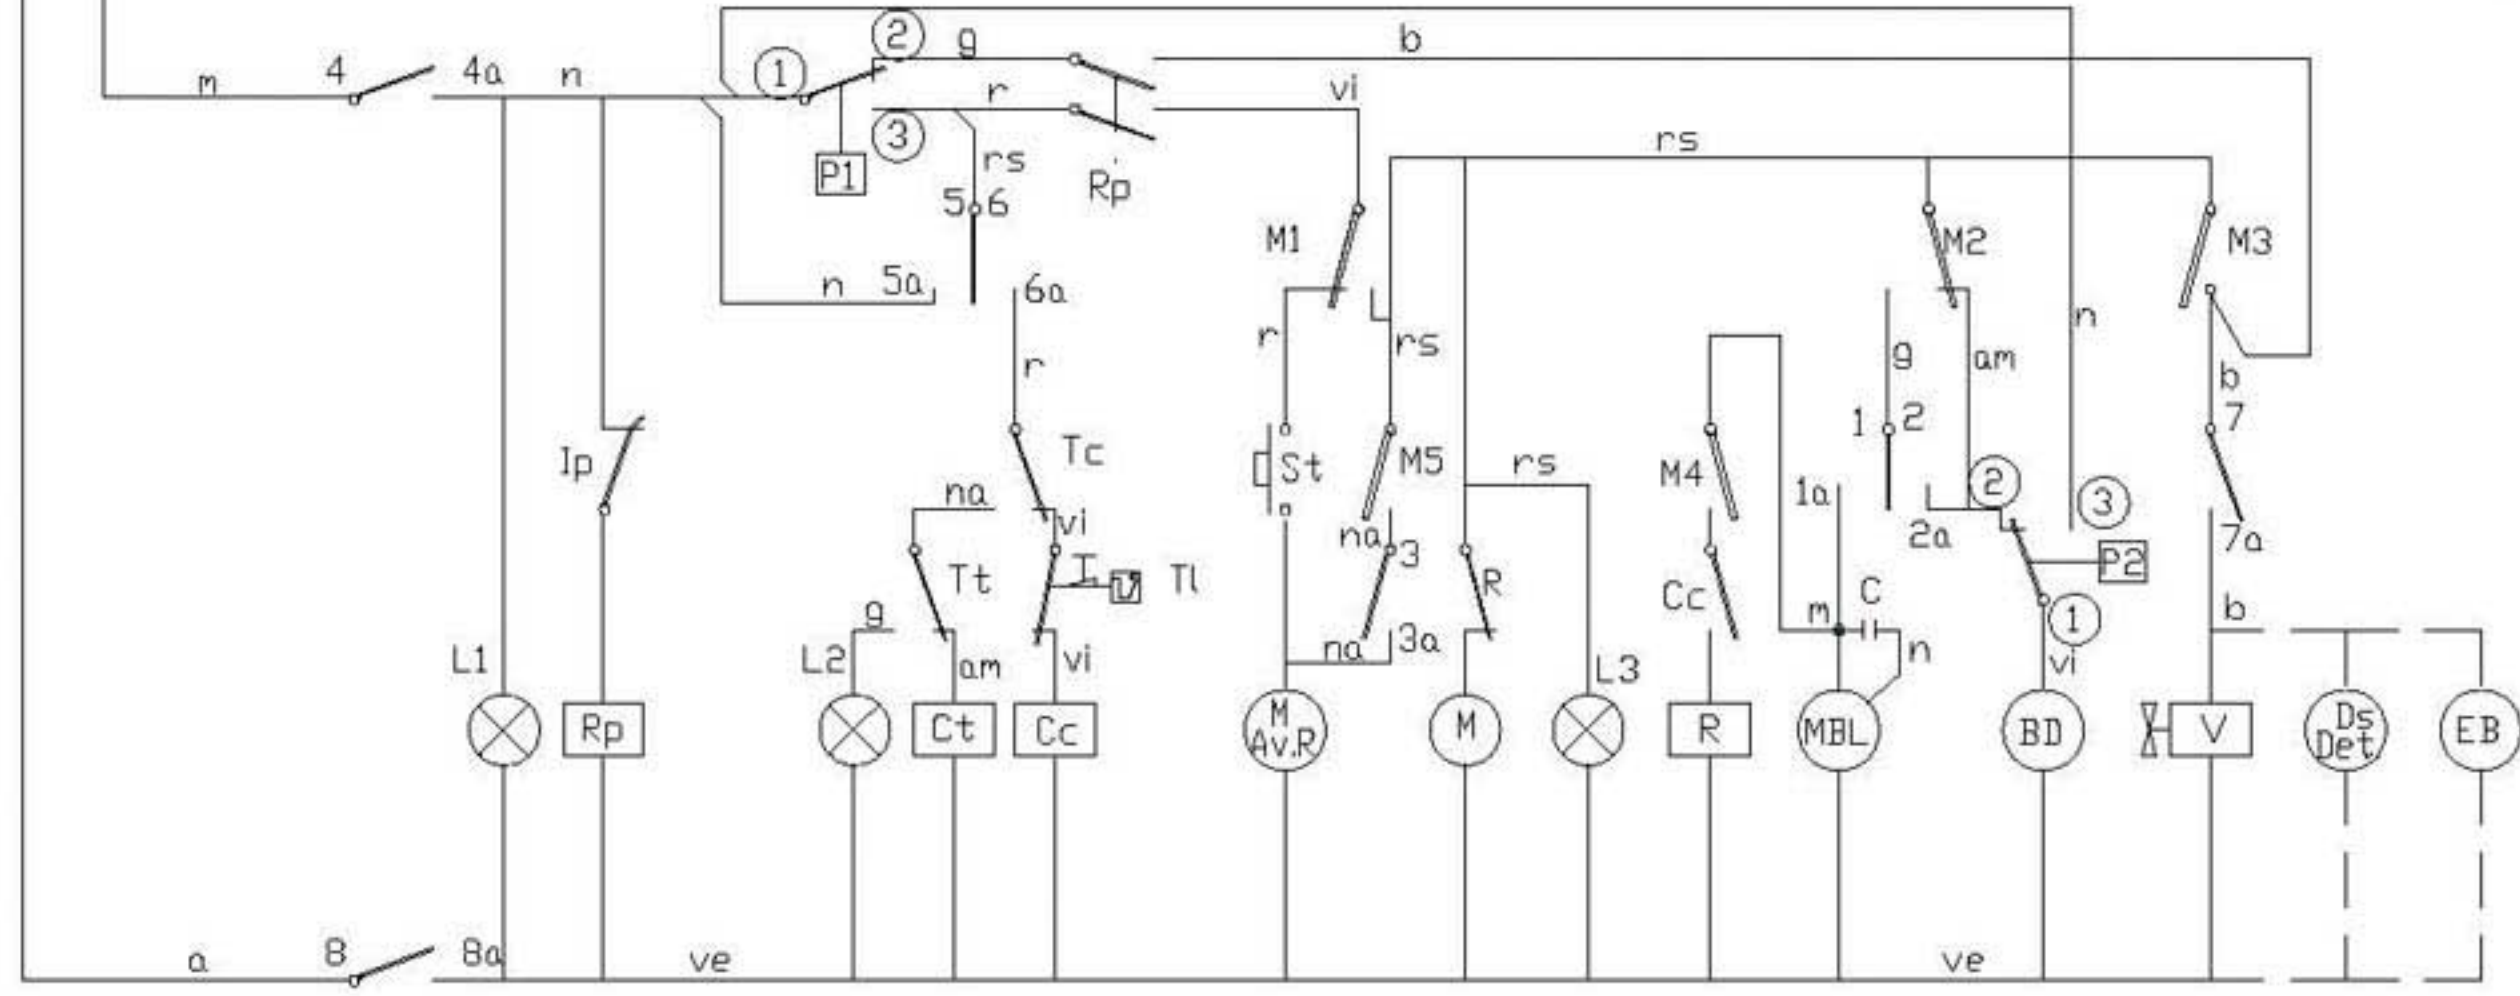 2 g b
m 4 4a n 1
r vi
3
P1 rs Rp rs
5 6
M1 M2 M3
n 5a 6a
n
r rs g am
r b
1 2 7
Ip Tc St M5 M4
rs
na 1a 2 3
vi na 3 2a 7a
Tt I Tl R Cc C P2
g m 1 b
L1 L2 am vi na 3a L3 n vi
Rp Ct Cc M Av.R M R MBL BD V Ds Det. EB
a 8 8a ve ve